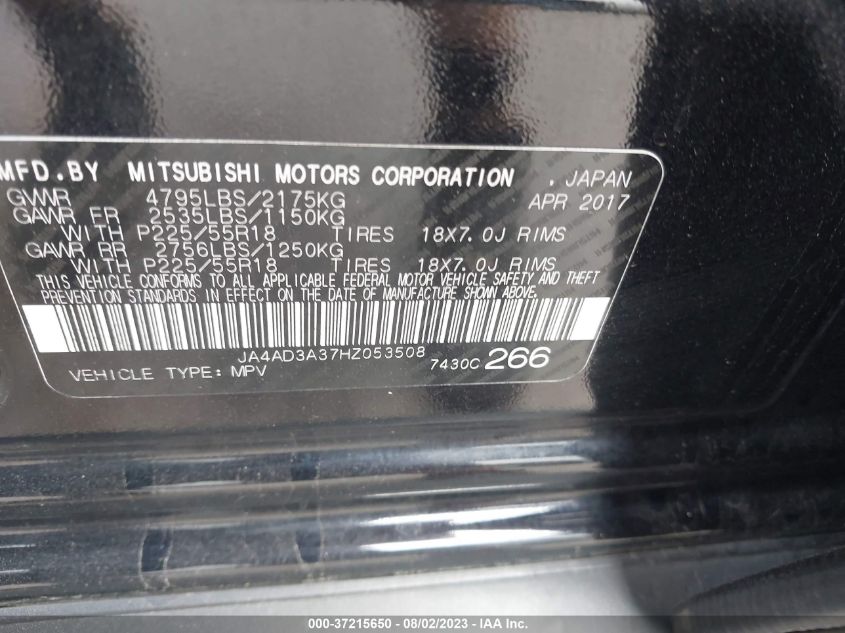 MFD.BY MITSUBISHI MOTORS CORPORATION , JAPAN
GVWR 4795LBS/2175KG APR 2017
GAWR FR 2535LBS/1150KG
WITH P225/55R18 TIRES 18X7.0J RIMS
GAWR RR 2756LBS/1250KG
WITH P225/55R18 TIRES 18X7.0J RIMS
THIS VEHICLE CONFORMS TO ALL APPLICABLE FEDERAL MOTOR VEHICLE SAFETY AND THEFT
PREVENTION STANDARDS IN EFFECT ON THE DATE OF MANUFACTURE SHOWN ABOVE.
JA4AD3A37HZ053508
VEHICLE TYPE: MPV 7430C 266
000-37215650 - 08/02/2023 - IAA Inc.